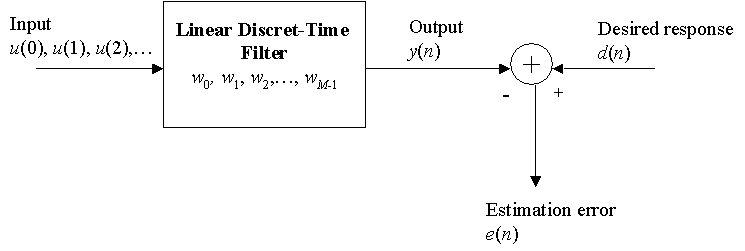 Input
u(0), u(1), u(2),…
Linear Discret-Time
Filter
w0, w1, w2,…, wM-1
Output
y(n)
Desired response
d(n)
+
-
+
Estimation error
e(n)